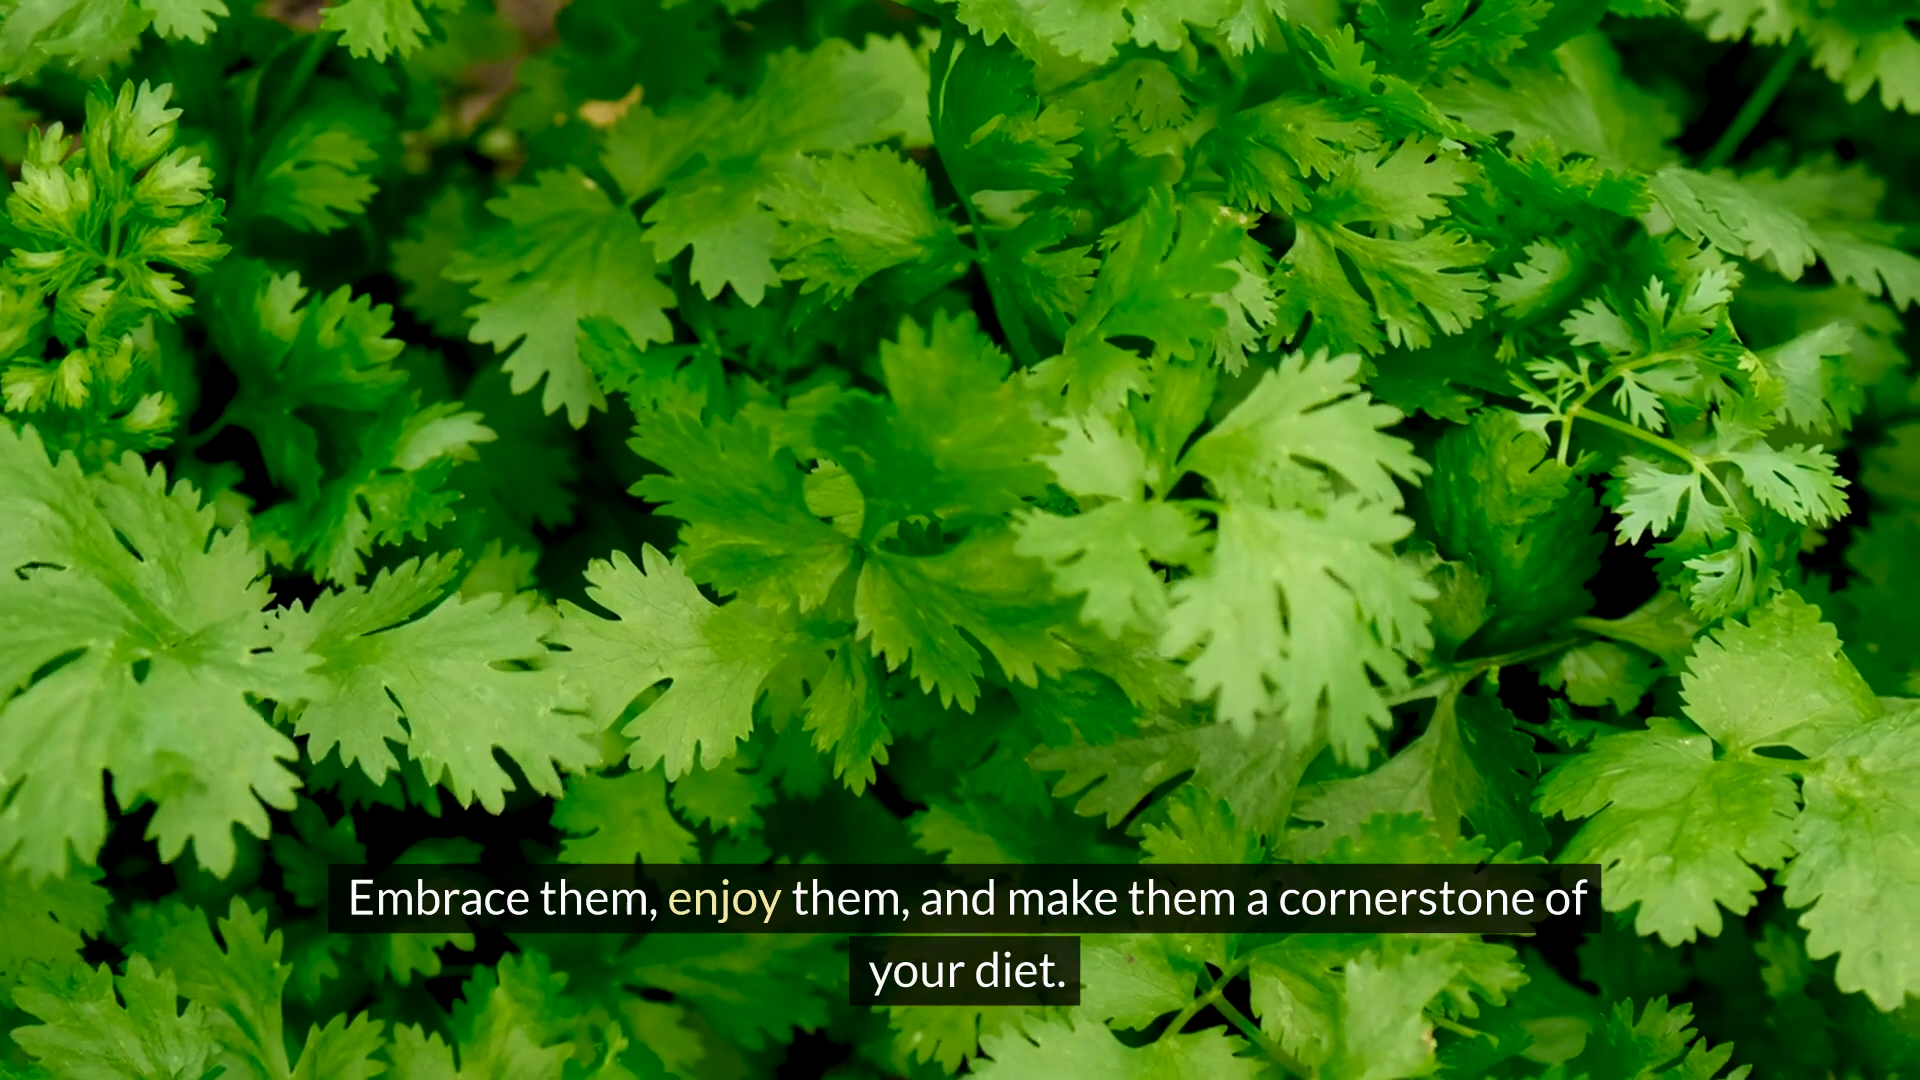 Embrace them, enjoy them, and make them a cornerstone of
your diet.